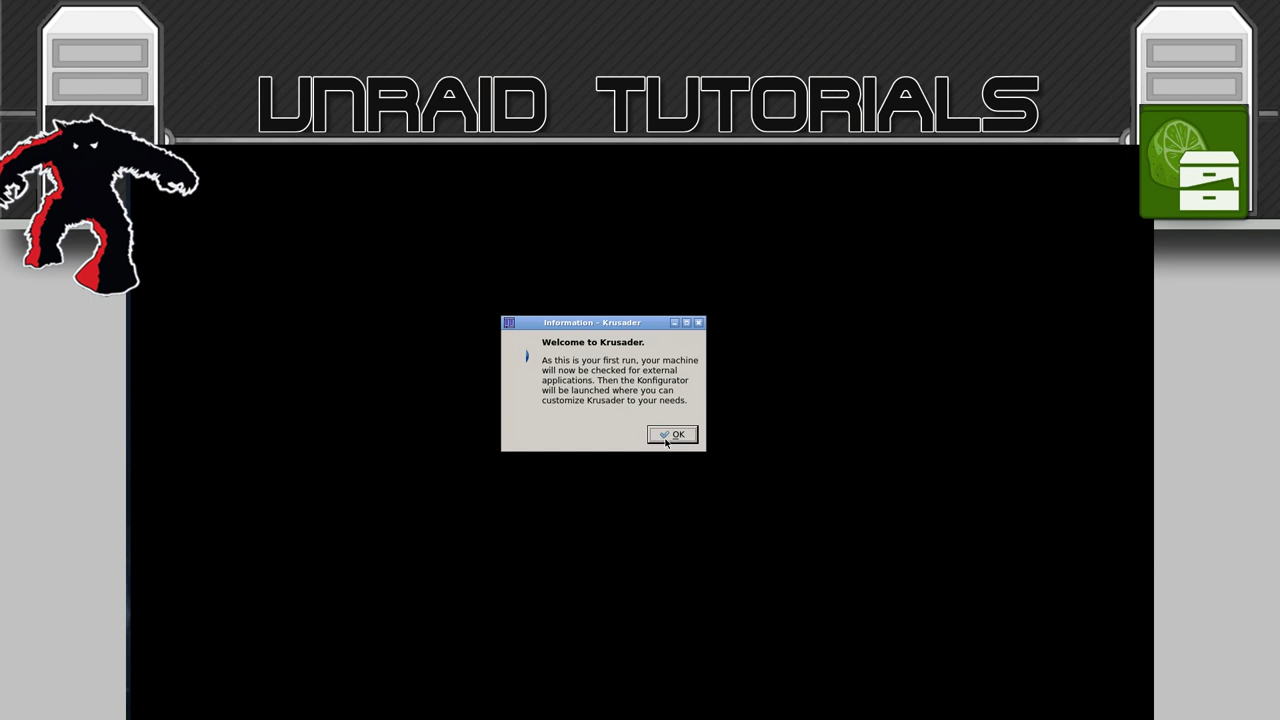 UNRAID TUTORIALS
Information - Krusader
Welcome to Krusader.
As this is your first run, your machine
will now be checked for external
applications. Then the Konfigurator
will be launched where you can
customize Krusader to your needs.
OK